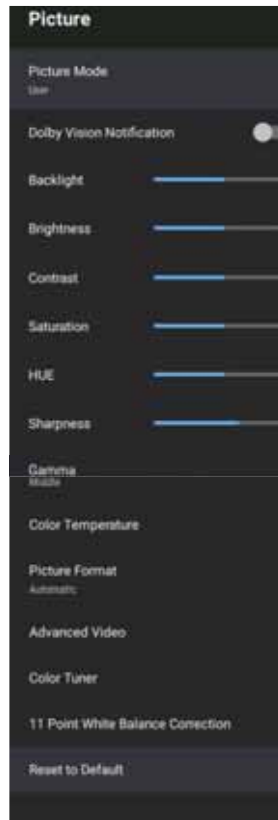 Picture
Picture Mode
User
Dolby Vision Notification
Backlight
Brightness
Contrast
Saturation
HUE
Sharpness
Gamma
Middle
Color Temperature
Picture Format
Automatic
Advanced Video
Color Tuner
11 Point White Balance Correction
Reset to Default